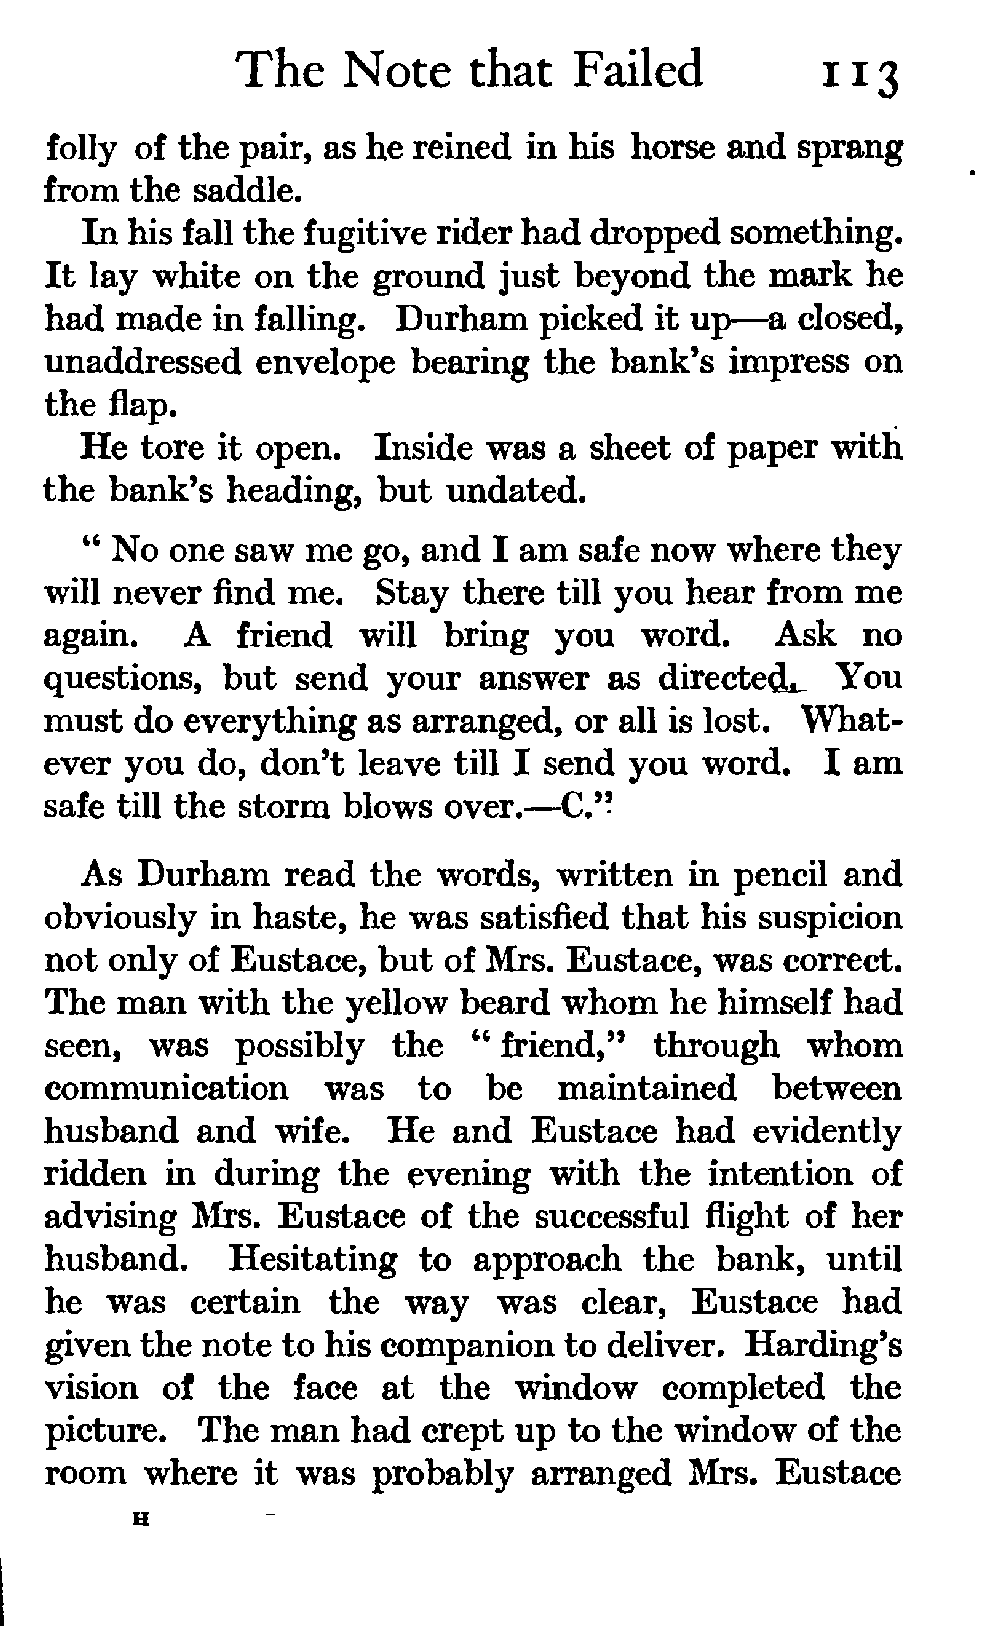 The Note that Failed 113
folly of the pair, as he reined in his horse and sprang
from the saddle.
In his fall the fugitive rider had dropped something.
It lay white on the ground just beyond the mark he
had made in falling. Durham picked it up—a closed,
unaddressed envelope bearing the bank's impress on
the flap.
He tore it open. Inside was a sheet of paper with
the bank's heading, but undated.
“ No one saw me go, and I am safe now where they
will never find me. Stay there till you hear from me
again. A friend will bring you word. Ask no
questions, but send your answer as directed. You
must do everything as arranged, or all is lost. What-
ever you do, don't leave till I send you word. I am
safe till the storm blows over.—C.”
As Durham read the words, written in pencil and
obviously in haste, he was satisfied that his suspicion
not only of Eustace, but of Mrs. Eustace, was correct.
The man with the yellow beard whom he himself had
seen, was possibly the “ friend,” through whom
communication was to be maintained between
husband and wife. He and Eustace had evidently
ridden in during the evening with the intention of
advising Mrs. Eustace of the successful flight of her
husband. Hesitating to approach the bank, until
he was certain the way was clear, Eustace had
given the note to his companion to deliver. Harding's
vision of the face at the window completed the
picture. The man had crept up to the window of the
room where it was probably arranged Mrs. Eustace
H